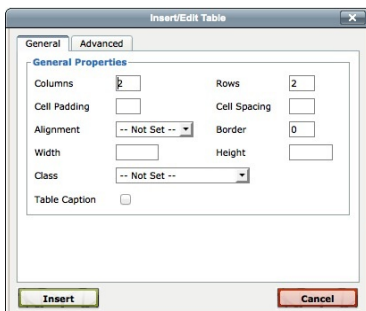 Insert/Edit Table
General Advanced
General Properties
Columns 2 Rows 2
Cell Padding Cell Spacing
Alignment -- Not Set -- Border 0
Width Height
Class -- Not Set --
Table Caption
Insert Cancel